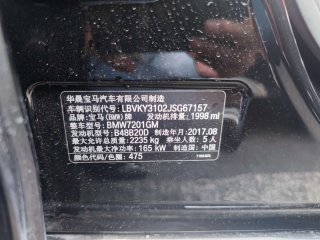 华晨宝马汽车有限公司制造
车辆识别代号: LBVKY3102JSG67157
品牌: 宝马(BMW)牌 发动机排量: 1998 ml
整车型号: BMW7201GM
发动机型号: B48B20D 制造年月: 2017.08
最大允许总质量: 2235 kg 乘坐人数: 5 人
发动机最大净功率: 165 kW 制造国: 中国
颜色代码/色圈: 475